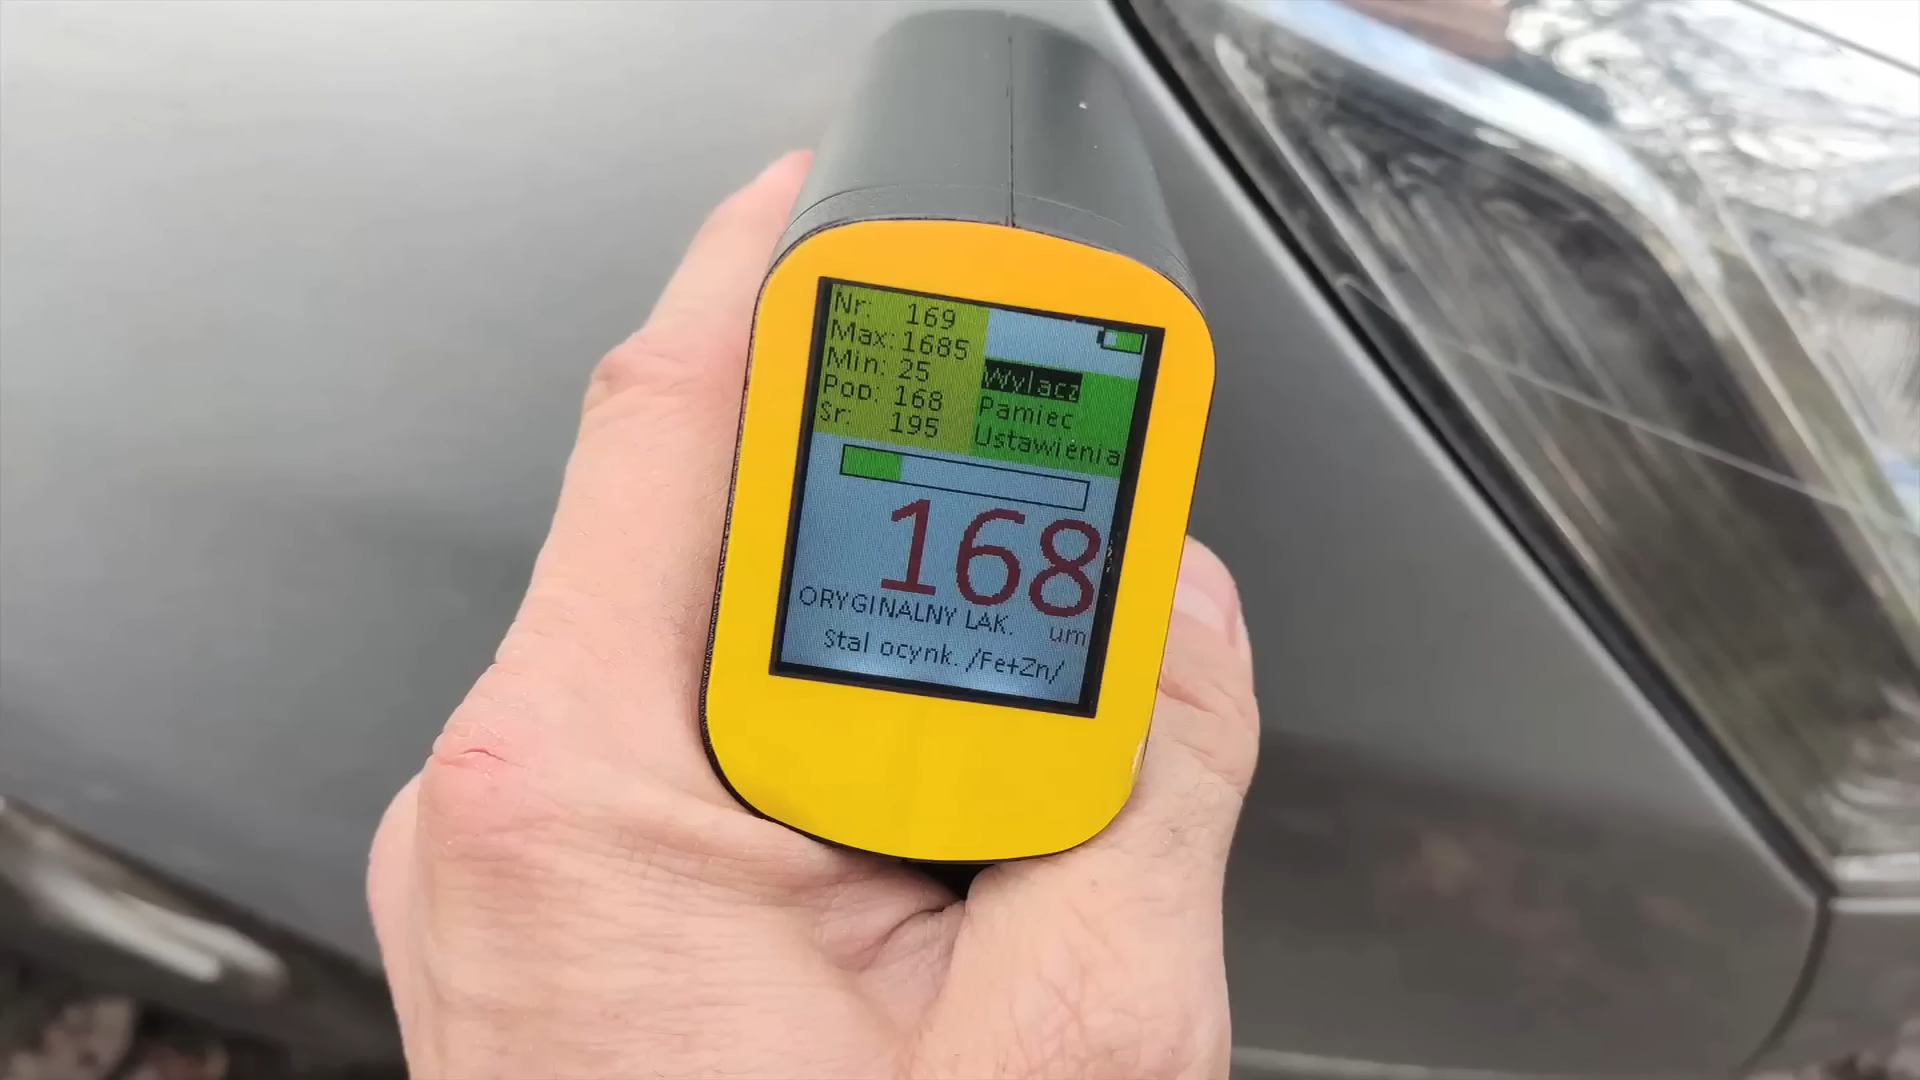 Nr: 169
Max: 1685
Min: 25
Pop: 168
Sr: 195
Wylacz
Pamiec
Ustawienia
168
um
ORYGINALNY LAK.
Stal ocynk. /Fe+Zn/